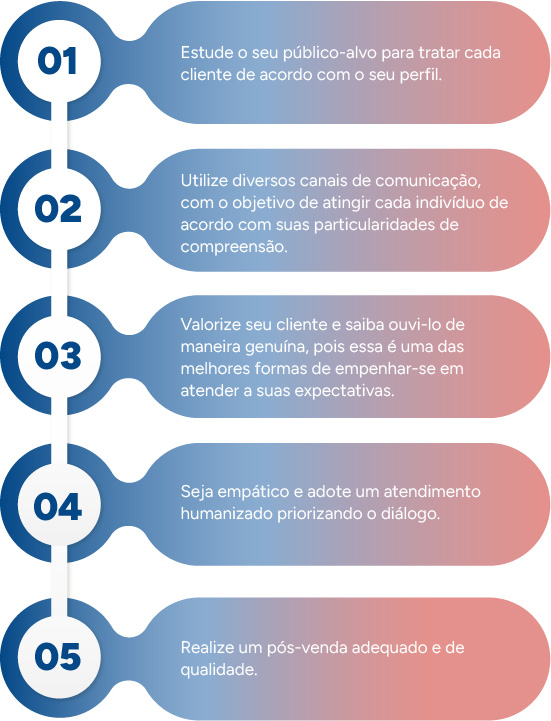 01
Estude o seu público-alvo para tratar cada
cliente de acordo com o seu perfil.
02
Utilize diversos canais de comunicação,
com o objetivo de atingir cada indivíduo de
acordo com suas particularidades de
compreensão.
03
Valorize seu cliente e saiba ouvi-lo de
maneira genuína, pois essa é uma das
melhores formas de empenhar-se em
atender a suas expectativas.
04
Seja empático e adote um atendimento
humanizado priorizando o diálogo.
05
Realize um pós-venda adequado e de
qualidade.